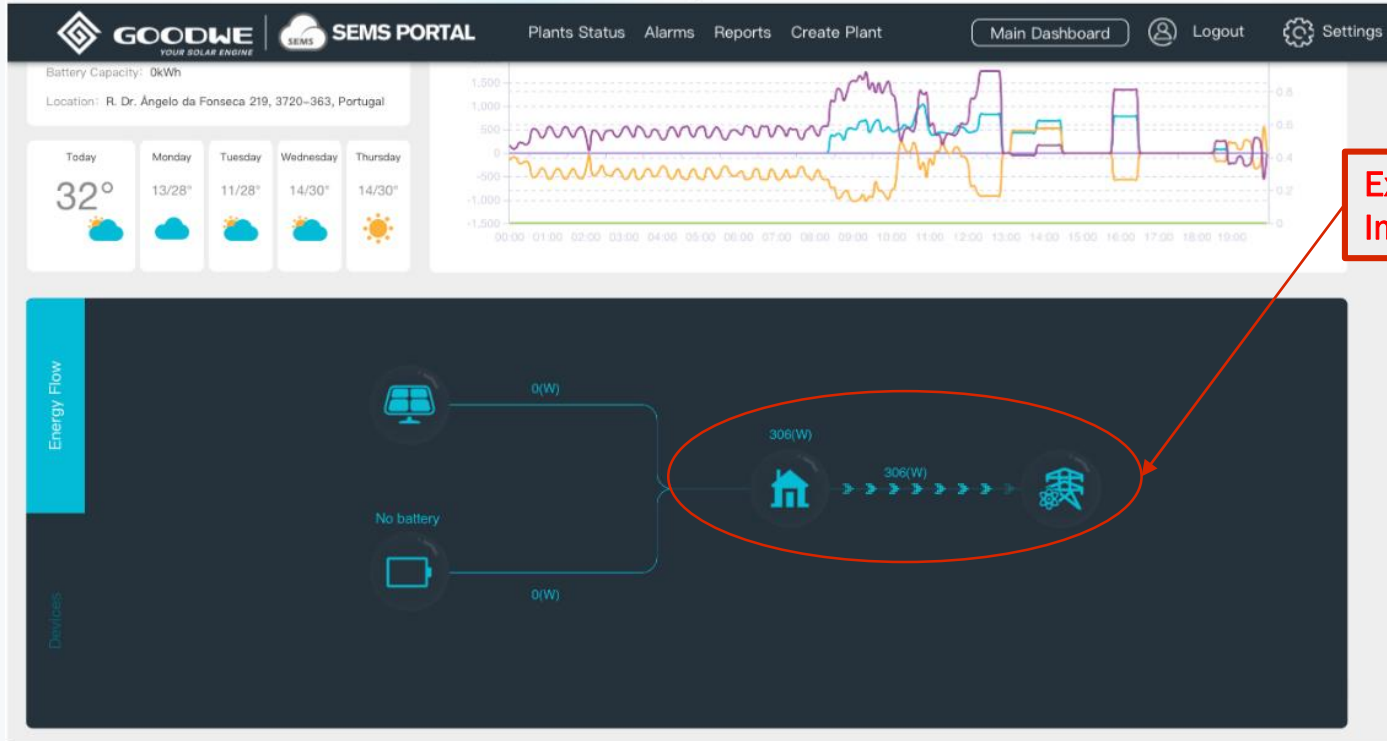 GOODWE
YOUR SOLAR ENGINE
SEMS
SEMS PORTAL
Plants Status
Alarms
Reports
Create Plant
Main Dashboard
Logout
Settings
Battery Capacity: 0kWh
Location: R. Dr. Ângelo da Fonseca 219, 3720-363, Portugal
Today
Monday
Tuesday
Wednesday
Thursday
32°
13/28°
11/28°
14/30°
14/30°
1,500
1,000
500
0
-500
-1,000
-1,500
0.8
0.6
0.4
0.2
0
00:00 01:00 02:00 03:00 04:00 05:00 06:00 07:00 08:00 09:00 10:00 11:00 12:00 13:00 14:00 15:00 16:00 17:00 18:00 19:00
Energy Flow
Devices
0(W)
306(W)
306(W)
No battery
0(W)